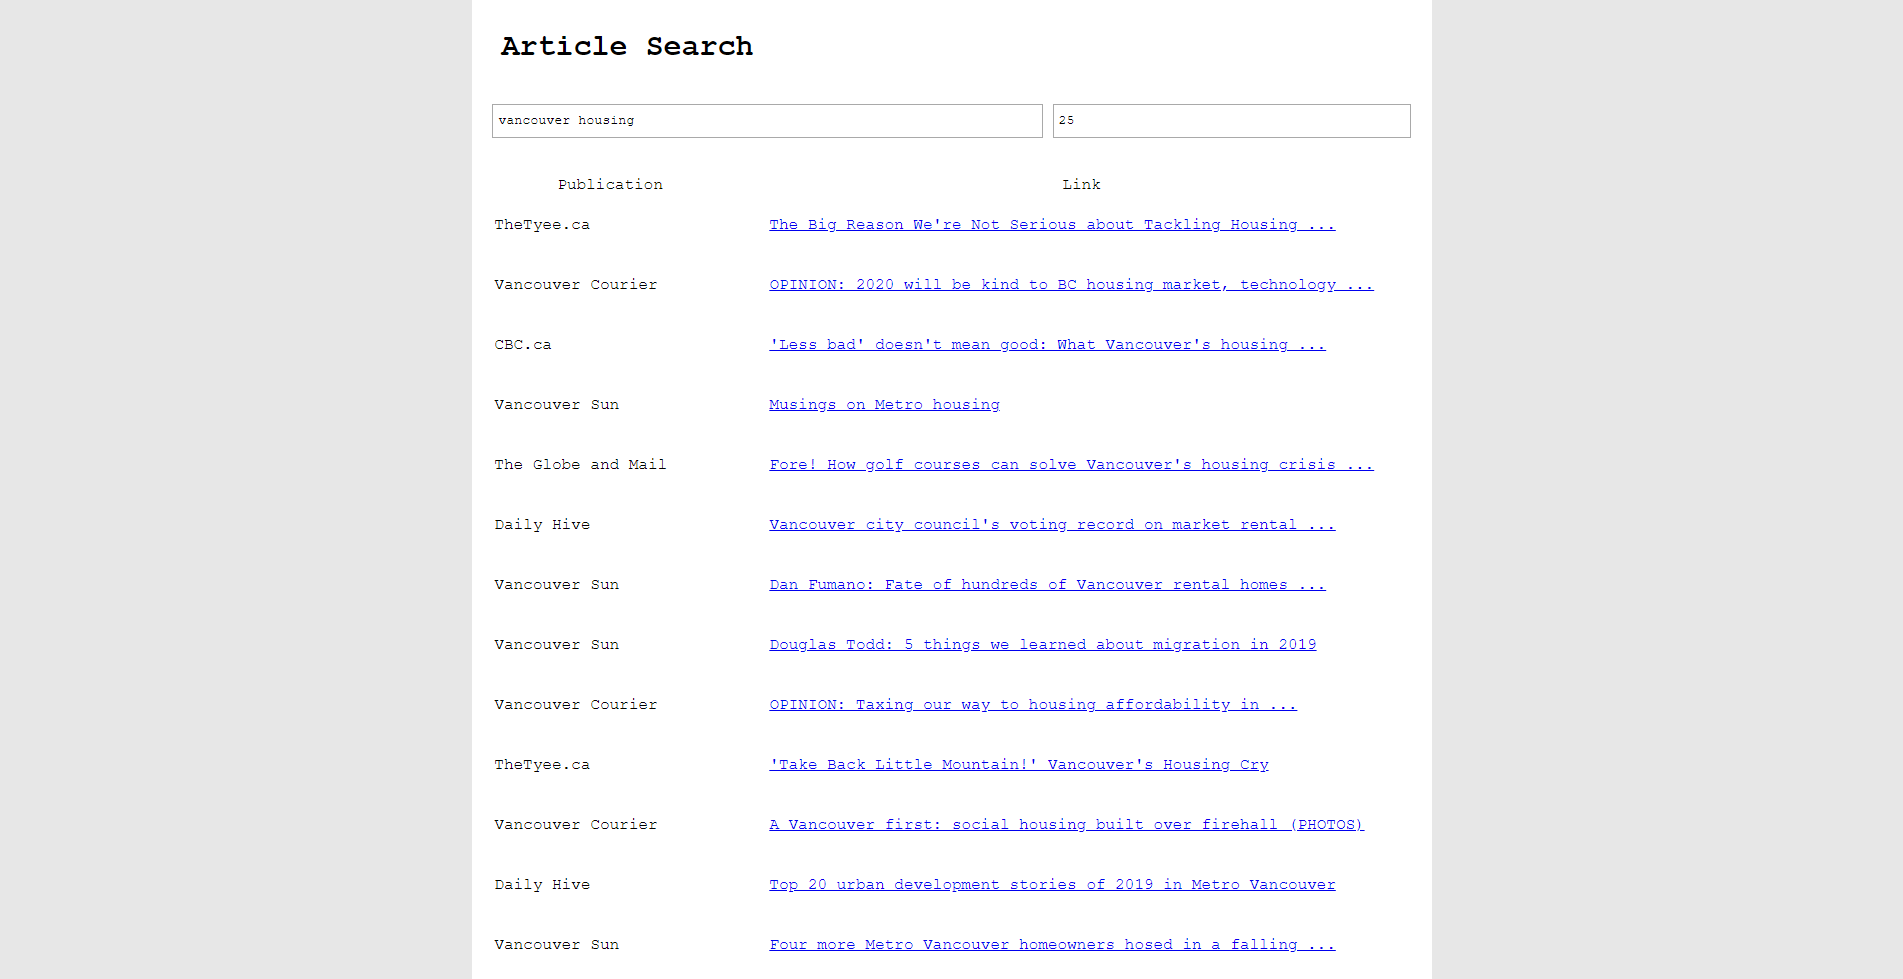 Article Search
vancouver housing 25
Publication Link
TheTyee.ca The Big Reason We're Not Serious about Tackling Housing ...
Vancouver Courier OPINION: 2020 will be kind to BC housing market, technology ...
CBC.ca 'Less bad' doesn't mean good: What Vancouver's housing ...
Vancouver Sun Musings on Metro housing
The Globe and Mail Fore! How golf courses can solve Vancouver's housing crisis ...
Daily Hive Vancouver city council's voting record on market rental ...
Vancouver Sun Dan Fumano: Fate of hundreds of Vancouver rental homes ...
Vancouver Sun Douglas Todd: 5 things we learned about migration in 2019
Vancouver Courier OPINION: Taxing our way to housing affordability in ...
TheTyee.ca 'Take Back Little Mountain!' Vancouver's Housing Cry
Vancouver Courier A Vancouver first: social housing built over firehall (PHOTOS)
Daily Hive Top 20 urban development stories of 2019 in Metro Vancouver
Vancouver Sun Four more Metro Vancouver homeowners hosed in a falling ...